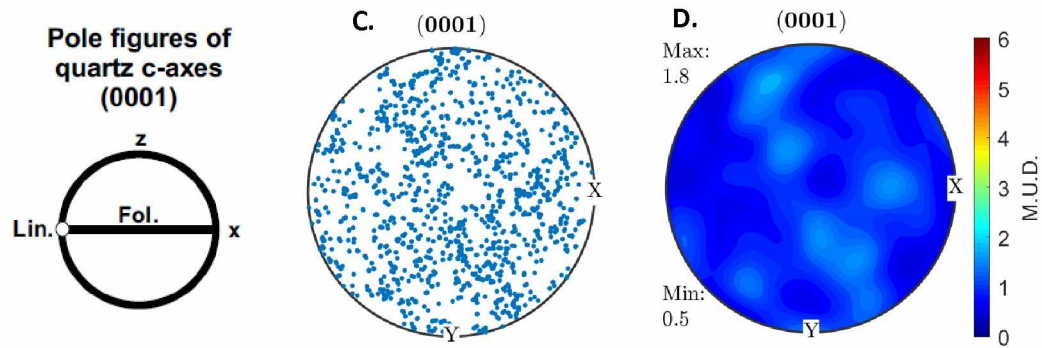 Pole figures of
quartz c-axes
(0001)
z
Lin.
Fol.
x
C.
(0001)
X
Y
D.
(0001)
Max:
1.8
X
Min:
0.5
Y
6
5
4
3
2
1
0
M.U.D.